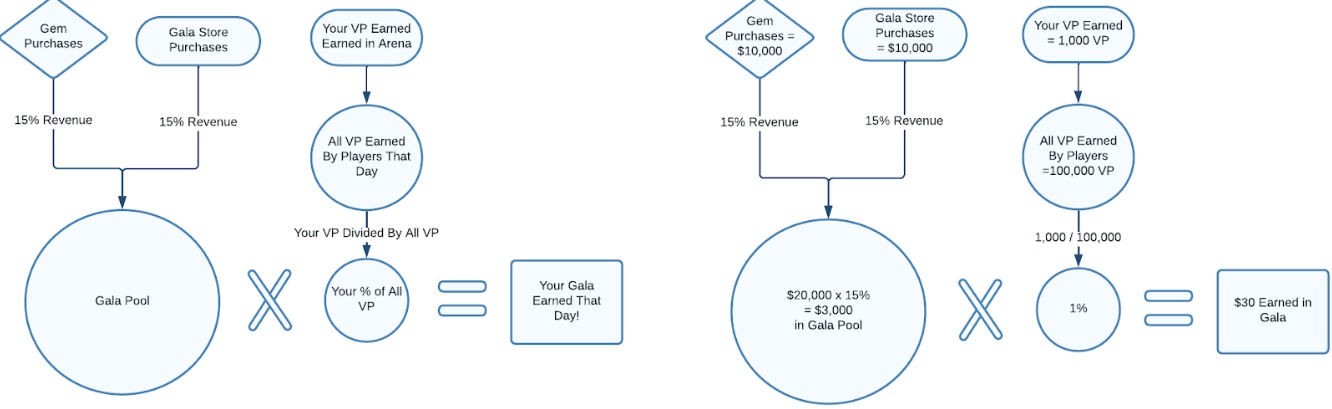 Gem
Purchases
Gala Store
Purchases
Your VP Earned
Earned in Arena
15% Revenue
15% Revenue
All VP Earned
By Players That
Day
Your VP Divided By All VP
Gala Pool
Your % of All
VP
Your Gala
Earned That
Day!
Gem
Purchases =
$10,000
Gala Store
Purchases
= $10,000
Your VP Earned
= 1,000 VP
15% Revenue
15% Revenue
All VP Earned
By Players
=100,000 VP
1,000 / 100,000
$20,000 x 15%
= $3,000
in Gala Pool
1%
$30 Earned in
Gala